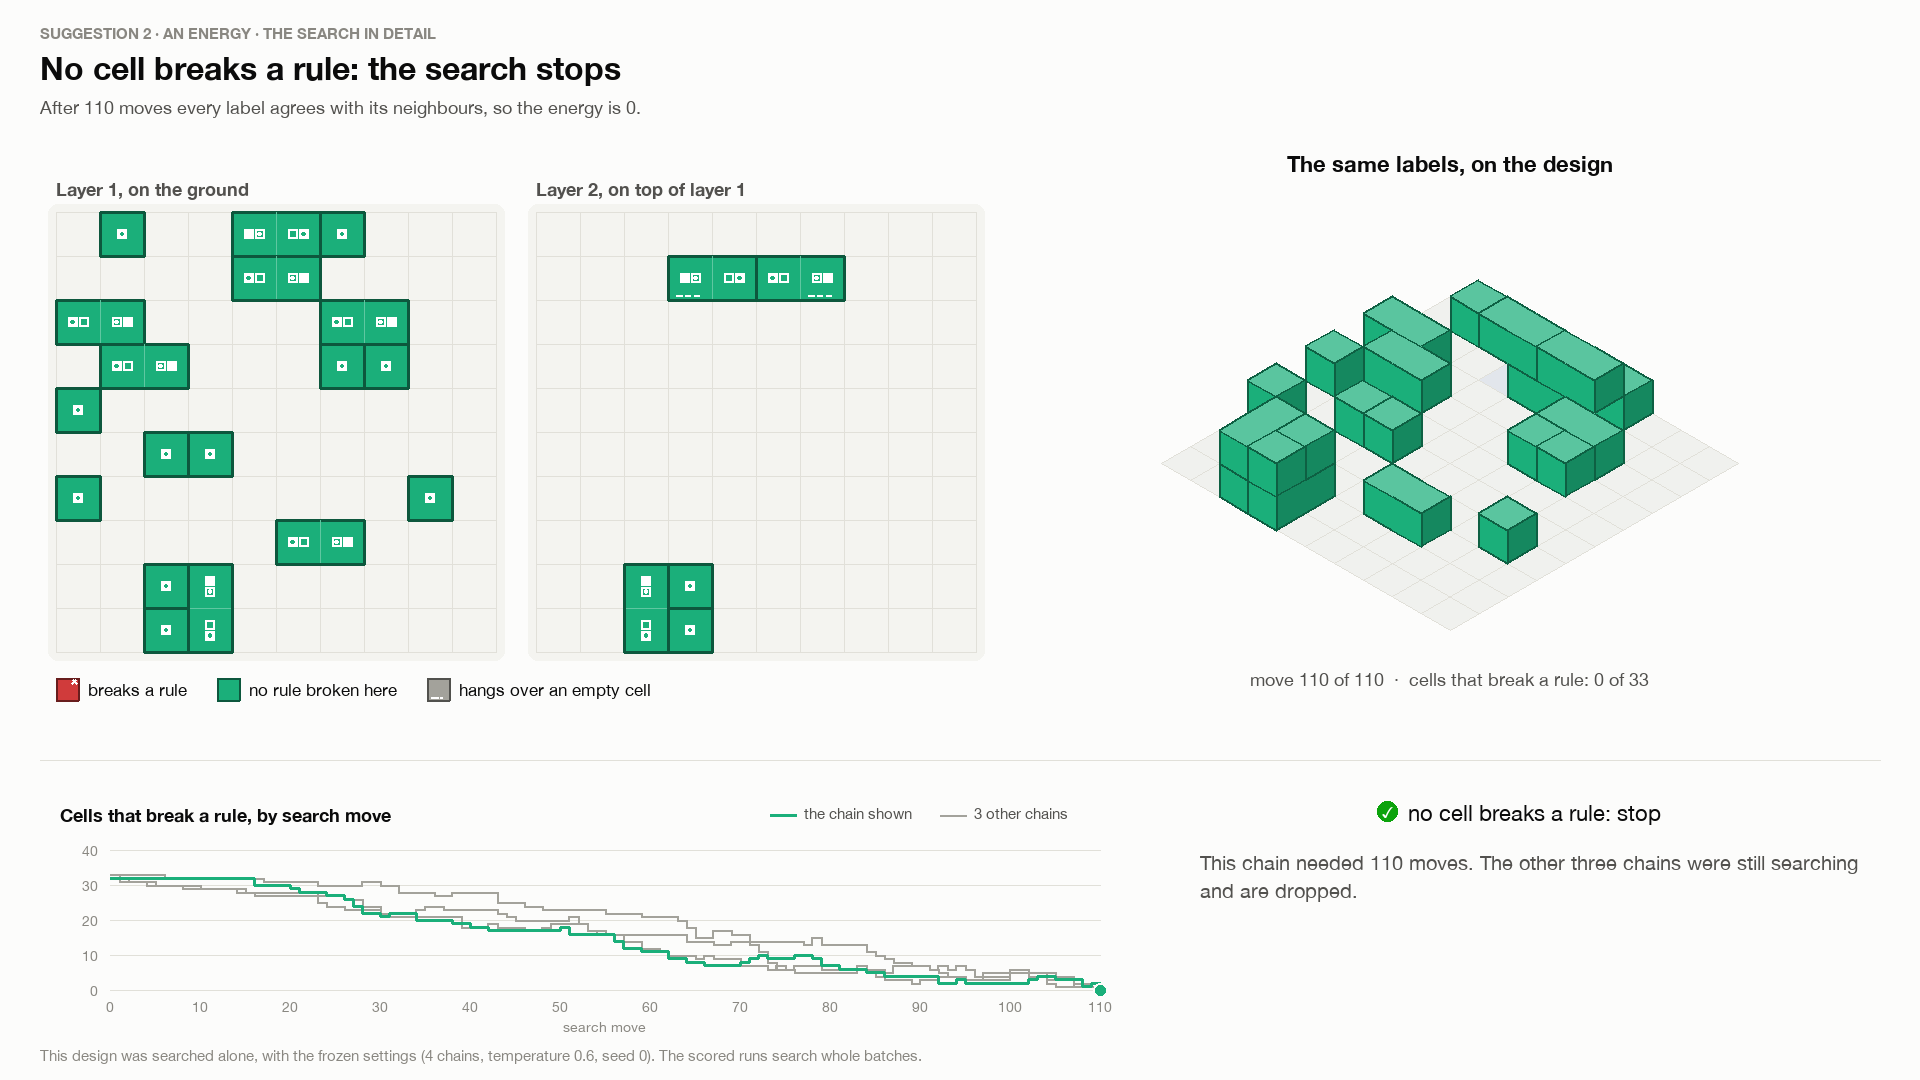 SUGGESTION 2 · AN ENERGY · THE SEARCH IN DETAIL
No cell breaks a rule: the search stops
After 110 moves every label agrees with its neighbours, so the energy is 0.
The same labels, on the design
Layer 1, on the ground
Layer 2, on top of layer 1
breaks a rule
no rule broken here
hangs over an empty cell
move 110 of 110 · cells that break a rule: 0 of 33
Cells that break a rule, by search move
the chain shown
3 other chains
40
30
20
10
0
0 10 20 30 40 50 60 70 80 90 100 110
search move
no cell breaks a rule: stop
This chain needed 110 moves. The other three chains were still searching
and are dropped.
This design was searched alone, with the frozen settings (4 chains, temperature 0.6, seed 0). The scored runs search whole batches.